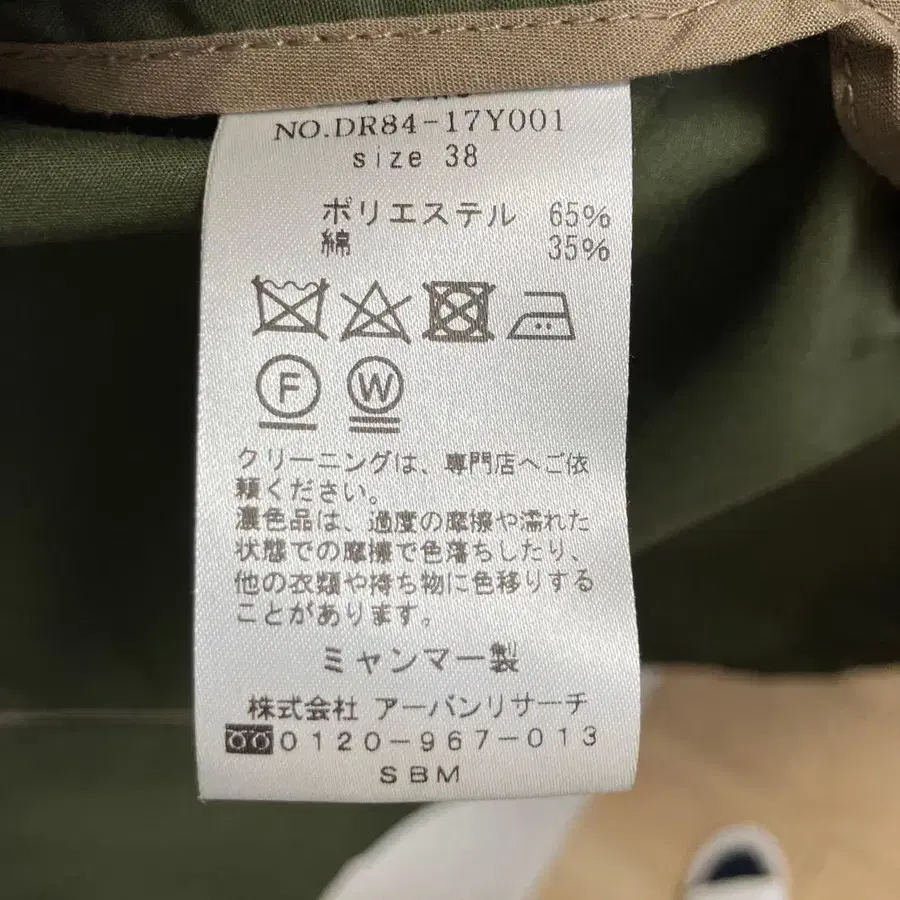 NO.DR84-17Y001
size 38
ポリエステル 65%
綿 35%
F W
クリーニングは、専門店へご依
頼ください。
濃色品は、過度の摩擦や濡れた
状態での摩擦で色落ちしたり、
他の衣類や持ち物に色移りする
ことがあります。
ミャンマー製
株式会社 アーバンリサーチ
0120-967-013
SBM